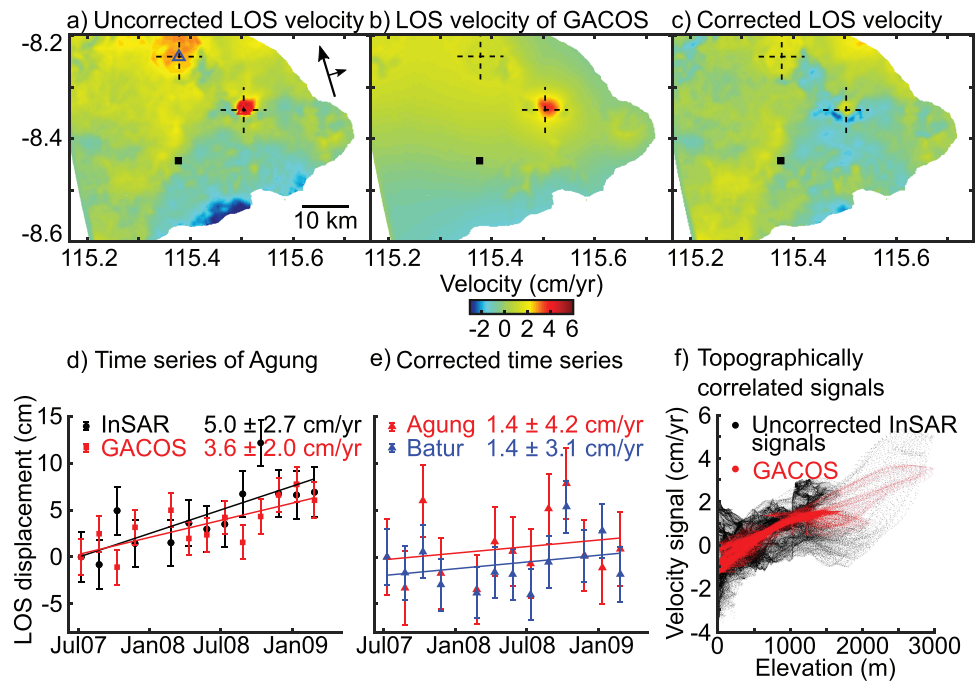 a) Uncorrected LOS velocity
b) LOS velocity of GACOS
c) Corrected LOS velocity
-8.2
-8.4
-8.6
10 km
115.2 115.4 115.6
115.2 115.4 115.6
115.2 115.4 115.6
Velocity (cm/yr)
-2 0 2 4 6
d) Time series of Agung
LOS displacement (cm)
15
10
5
0
-5
InSAR 5.0 ± 2.7 cm/yr
GACOS 3.6 ± 2.0 cm/yr
Jul07 Jan08 Jul08 Jan09
e) Corrected time series
Agung 1.4 ± 4.2 cm/yr
Batur 1.4 ± 3.1 cm/yr
Jul07 Jan08 Jul08 Jan09
f) Topographically
correlated signals
Velocity signal (cm/yr)
6
4
2
0
-2
-4
Uncorrected InSAR
signals
GACOS
0 1000 2000 3000
Elevation (m)